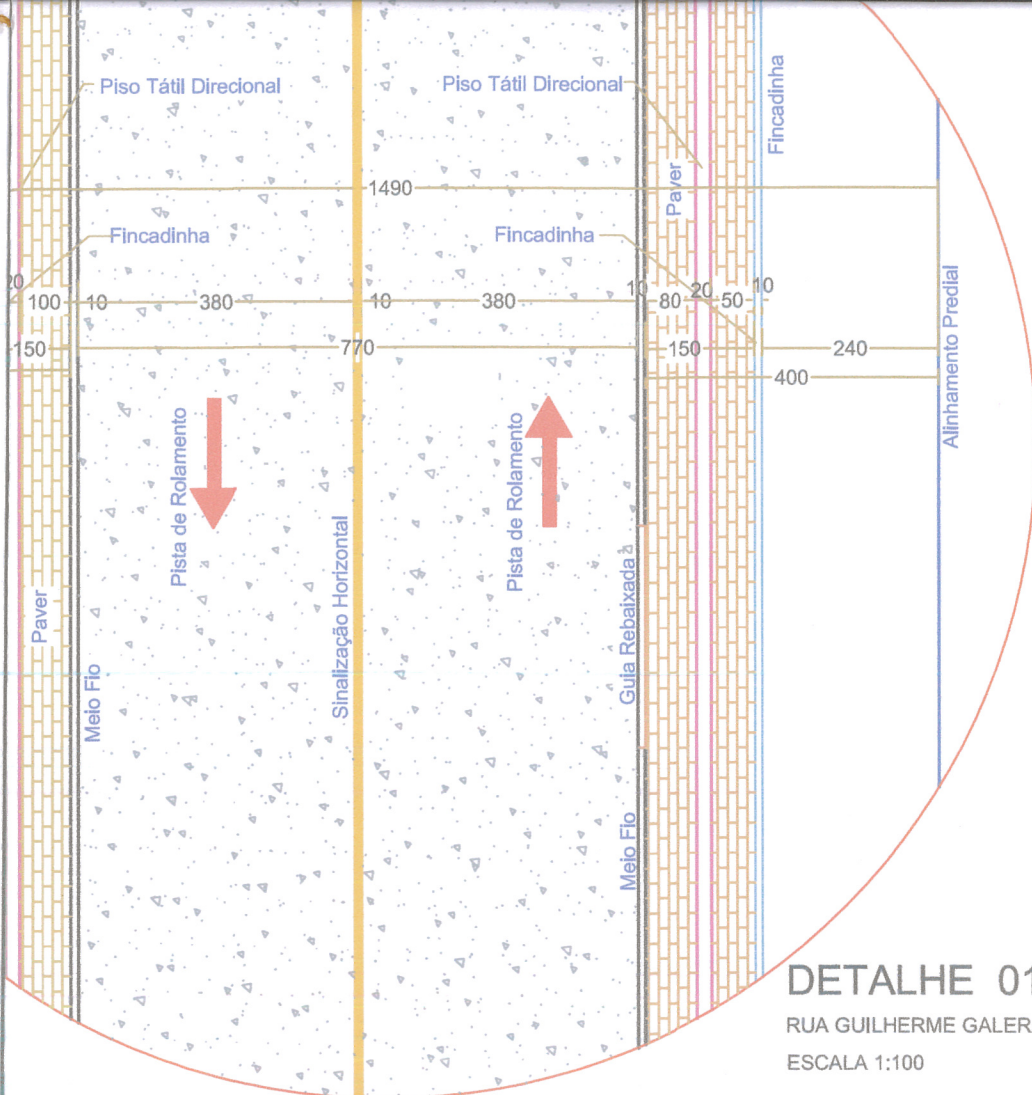 Piso Tátil Direcional
Piso Tátil Direcional
Fincadinha
Paver
1490
Fincadinha
Fincadinha
20
100
10
380
10
380
10
80
20
50
10
150
770
150
240
400
Alinhamento Predial
Pista de Rolamento
Pista de Rolamento
Sinalização Horizontal
Guia Rebaixada
Paver
Meio Fio
Meio Fio
DETALHE 01
RUA GUILHERME GALER
ESCALA 1:100